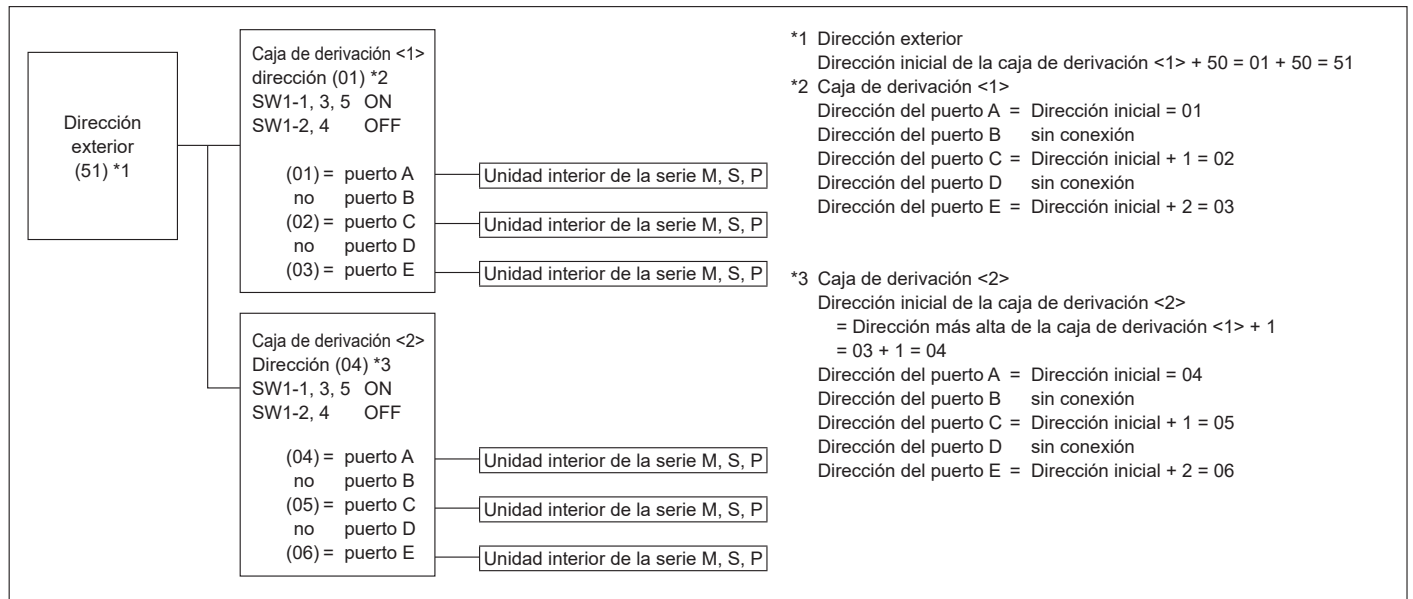 Dirección
exterior
(51) *1
Caja de derivación <1>
dirección (01) *2
SW1-1, 3, 5 ON
SW1-2, 4 OFF
(01) = puerto A
no puerto B
(02) = puerto C
no puerto D
(03) = puerto E
Unidad interior de la serie M, S, P
Unidad interior de la serie M, S, P
Unidad interior de la serie M, S, P
Caja de derivación <2>
Dirección (04) *3
SW1-1, 3, 5 ON
SW1-2, 4 OFF
(04) = puerto A
no puerto B
(05) = puerto C
no puerto D
(06) = puerto E
Unidad interior de la serie M, S, P
Unidad interior de la serie M, S, P
Unidad interior de la serie M, S, P
*1 Dirección exterior
Dirección inicial de la caja de derivación <1> + 50 = 01 + 50 = 51
*2 Caja de derivación <1>
Dirección del puerto A = Dirección inicial = 01
Dirección del puerto B sin conexión
Dirección del puerto C = Dirección inicial + 1 = 02
Dirección del puerto D sin conexión
Dirección del puerto E = Dirección inicial + 2 = 03
*3 Caja de derivación <2>
Dirección inicial de la caja de derivación <2>
= Dirección más alta de la caja de derivación <1> + 1
= 03 + 1 = 04
Dirección del puerto A = Dirección inicial = 04
Dirección del puerto B sin conexión
Dirección del puerto C = Dirección inicial + 1 = 05
Dirección del puerto D sin conexión
Dirección del puerto E = Dirección inicial + 2 = 06